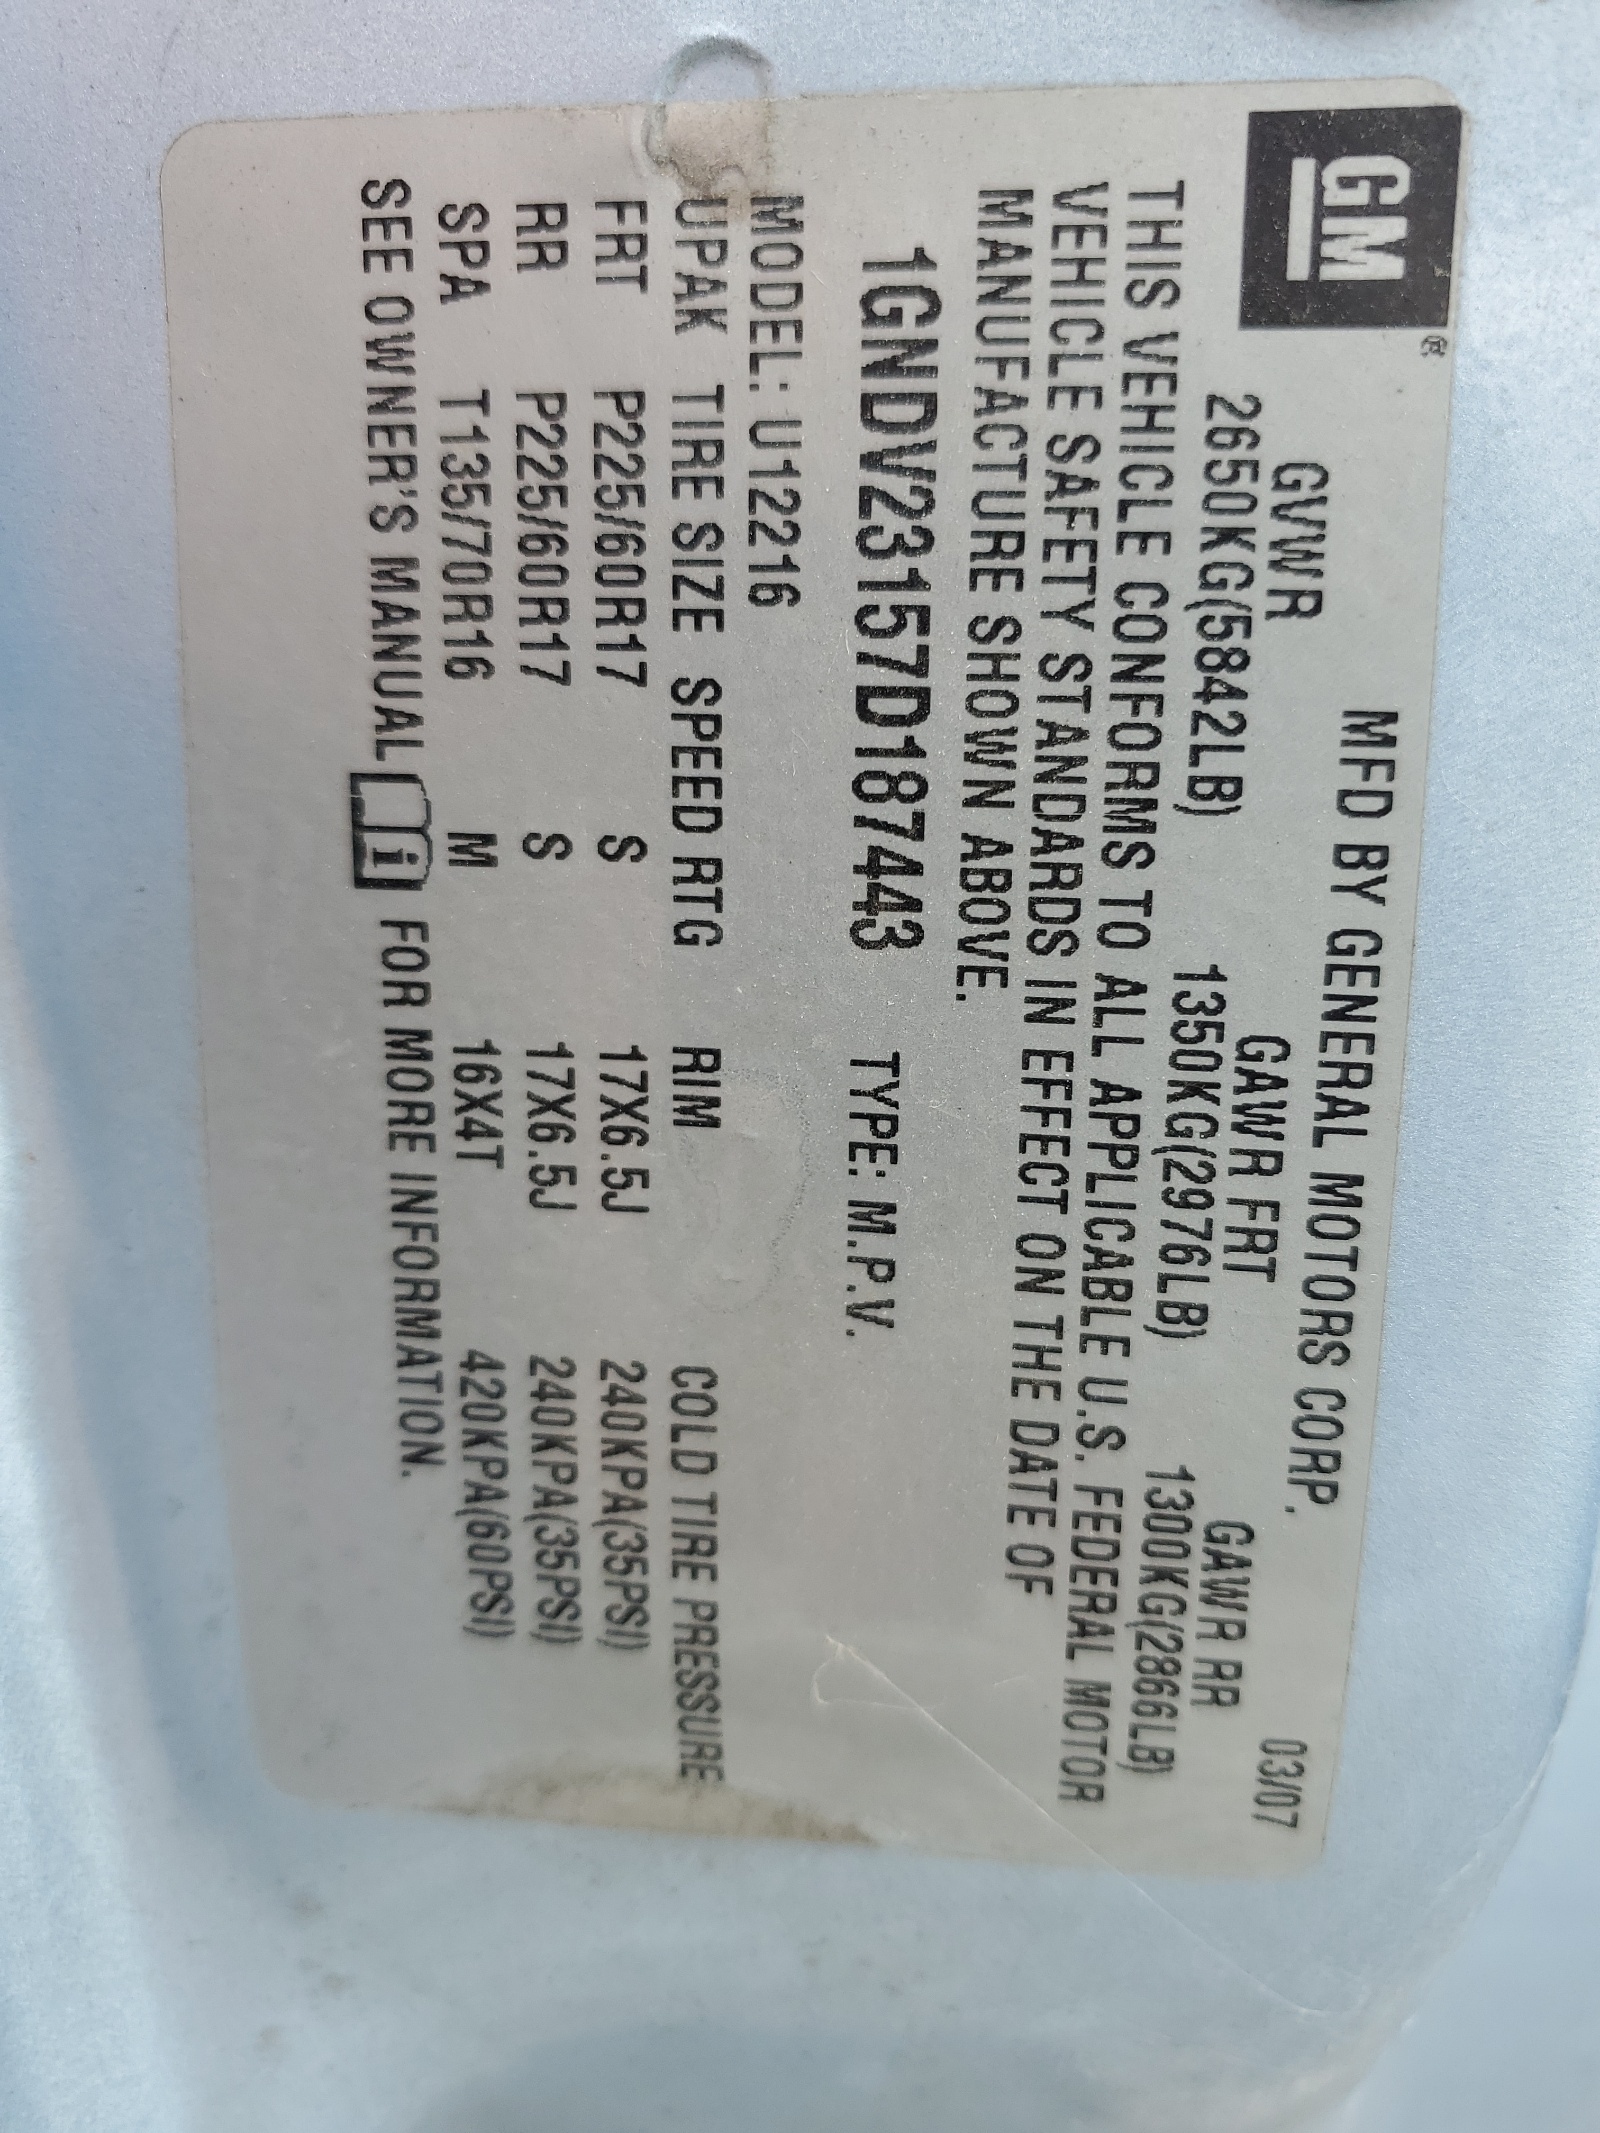 GM®
MFD BY GENERAL MOTORS CORP. 03/07
GVWR GAWR FRT GAWR RR
2650KG(5842LB) 1350KG(2976LB) 1300KG(2866LB)
THIS VEHICLE CONFORMS TO ALL APPLICABLE U.S. FEDERAL MOTOR
VEHICLE SAFETY STANDARDS IN EFFECT ON THE DATE OF
MANUFACTURE SHOWN ABOVE.
1GNDV23157D187443 TYPE: M.P.V.
MODEL: U12216
UPAK TIRE SIZE SPEED RTG RIM COLD TIRE PRESSURE
FRT P225/60R17 S 17X6.5J 240KPA(35PSI)
RR P225/60R17 S 17X6.5J 240KPA(35PSI)
SPA T135/70R16 M 16X4T 420KPA(60PSI)
SEE OWNER'S MANUAL i FOR MORE INFORMATION.